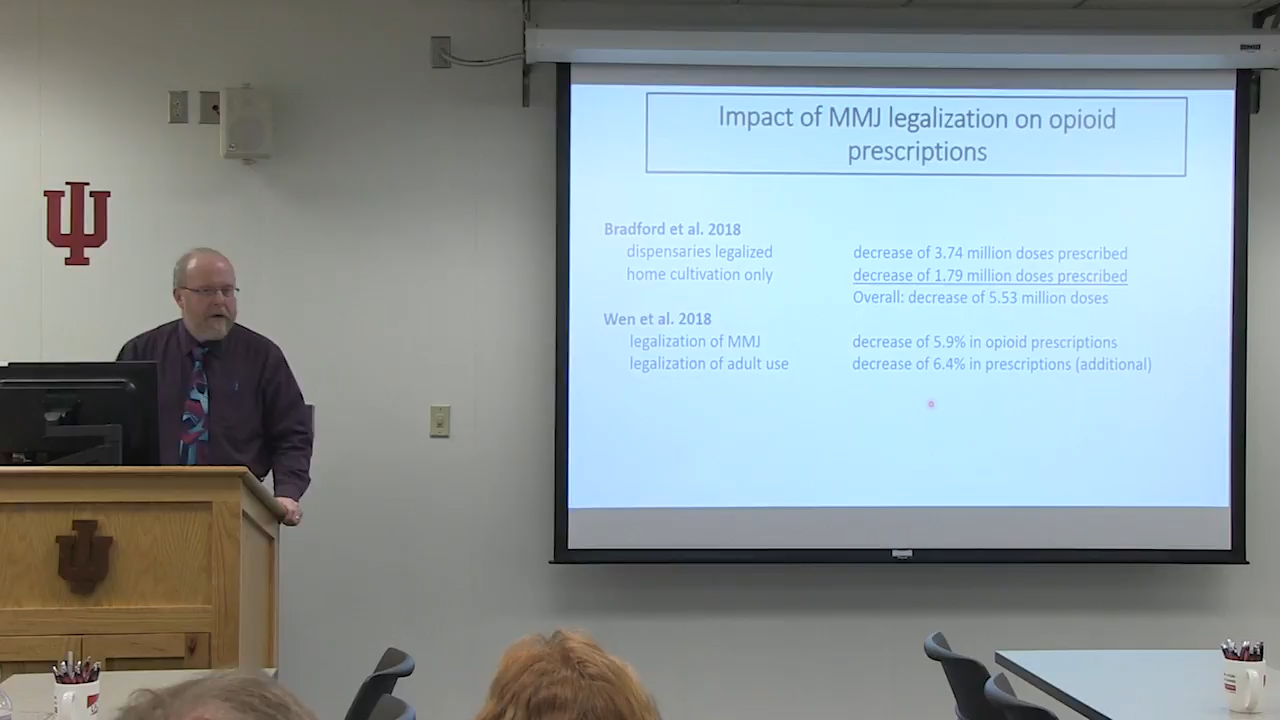 Impact of MMJ legalization on opioid
prescriptions
Bradford et al. 2018
dispensaries legalized decrease of 3.74 million doses prescribed
home cultivation only decrease of 1.79 million doses prescribed
Overall: decrease of 5.53 million doses
Wen et al. 2018
legalization of MMJ decrease of 5.9% in opioid prescriptions
legalization of adult use decrease of 6.4% in prescriptions (additional)